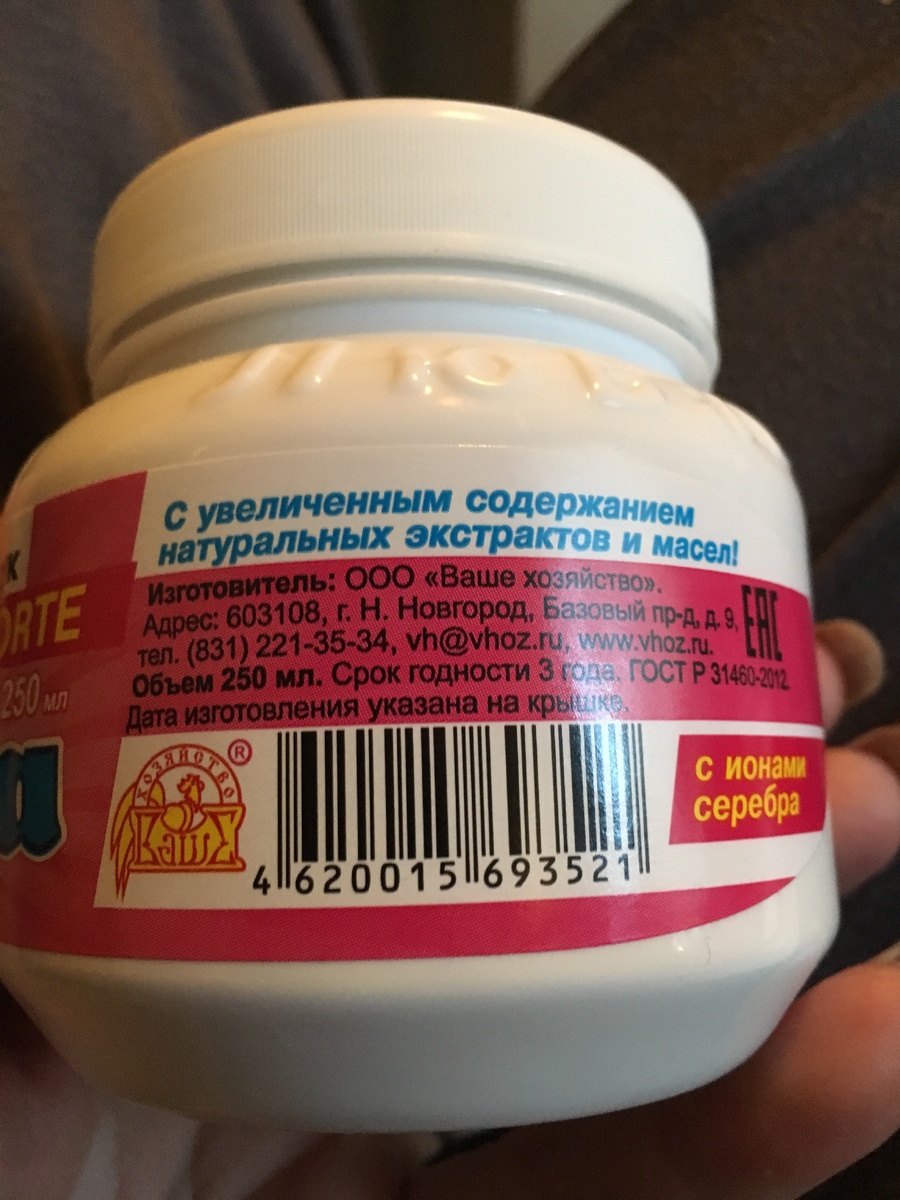 С увеличенным содержанием
натуральных экстрактов и масел!
Изготовитель: ООО «Ваше хозяйство».
Адрес: 603108, г. Н. Новгород, Базовый пр-д, д. 9,
тел. (831) 221-35-34, vh@vhoz.ru, www.vhoz.ru.
EAC
Объем 250 мл. Срок годности 3 года. ГОСТ Р 31460-2012
Дата изготовления указана на крышке.
250 мл
ХОЗЯЙСТВО
ВАШЕ
®
4 620015 693521
с ионами
серебра